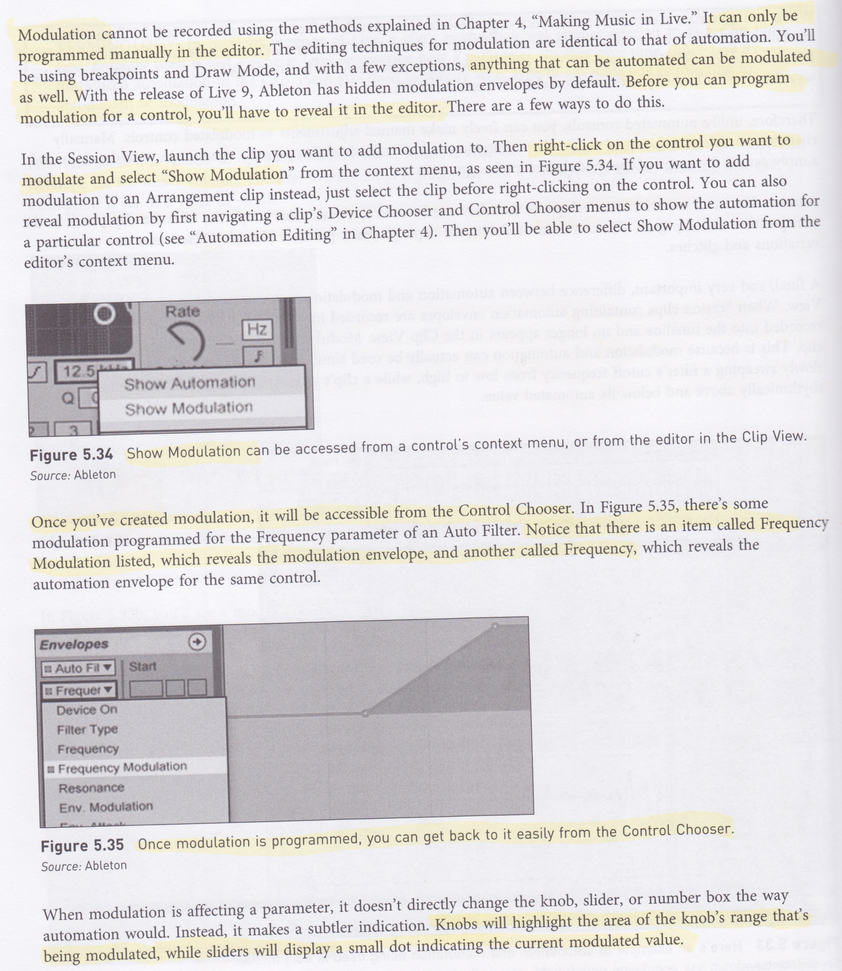 Modulation cannot be recorded using the methods explained in Chapter 4, “Making Music in Live.” It can only be
programmed manually in the editor. The editing techniques for modulation are identical to that of automation. You’ll
be using breakpoints and Draw Mode, and with a few exceptions, anything that can be automated can be modulated
as well. With the release of Live 9, Ableton has hidden modulation envelopes by default. Before you can program
modulation for a control, you’ll have to reveal it in the editor. There are a few ways to do this.
In the Session View, launch the clip you want to add modulation to. Then right-click on the control you want to
modulate and select “Show Modulation” from the context menu, as seen in Figure 5.34. If you want to add
modulation to an Arrangement clip instead, just select the clip before right-clicking on the control. You can also
reveal modulation by first navigating a clip’s Device Chooser and Control Chooser menus to show the automation for
a particular control (see “Automation Editing” in Chapter 4). Then you’ll be able to select Show Modulation from the
editor’s context menu.
Rate
Hz
12.5
Show Automation
Q
Show Modulation
3
Figure 5.34 Show Modulation can be accessed from a control’s context menu, or from the editor in the Clip View.
Source: Ableton
Once you’ve created modulation, it will be accessible from the Control Chooser. In Figure 5.35, there’s some
modulation programmed for the Frequency parameter of an Auto Filter. Notice that there is an item called Frequency
Modulation listed, which reveals the modulation envelope, and another called Frequency, which reveals the
automation envelope for the same control.
Envelopes
Auto Fil Start
Frequer
Device On
Filter Type
Frequency
Frequency Modulation
Resonance
Env. Modulation
Figure 5.35 Once modulation is programmed, you can get back to it easily from the Control Chooser.
Source: Ableton
When modulation is affecting a parameter, it doesn’t directly change the knob, slider, or number box the way
automation would. Instead, it makes a subtler indication. Knobs will highlight the area of the knob’s range that’s
being modulated, while sliders will display a small dot indicating the current modulated value.